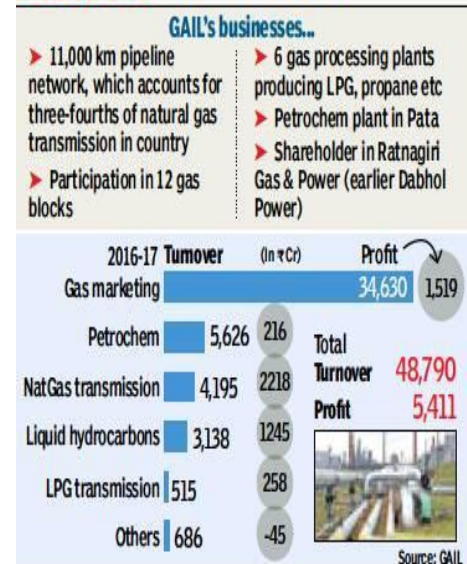 GAIL's businesses...
➤ 11,000 km pipeline
network, which accounts for
three-fourths of natural gas
transmission in country
➤ Participation in 12 gas
blocks
➤ 6 gas processing plants
producing LPG, propane etc
➤ Petrochem plant in Pata
➤ Shareholder in Ratnagiri
Gas & Power (earlier Dabhol
Power)
2016-17 Turnover (In ₹ Cr) Profit
Gas marketing 34,630 1,519
Petrochem 5,626 216
NatGas transmission 4,195 2218
Liquid hydrocarbons 3,138 1245
LPG transmission 515 258
Others 686 -45
Total
Turnover 48,790
Profit 5,411
Source: GAIL